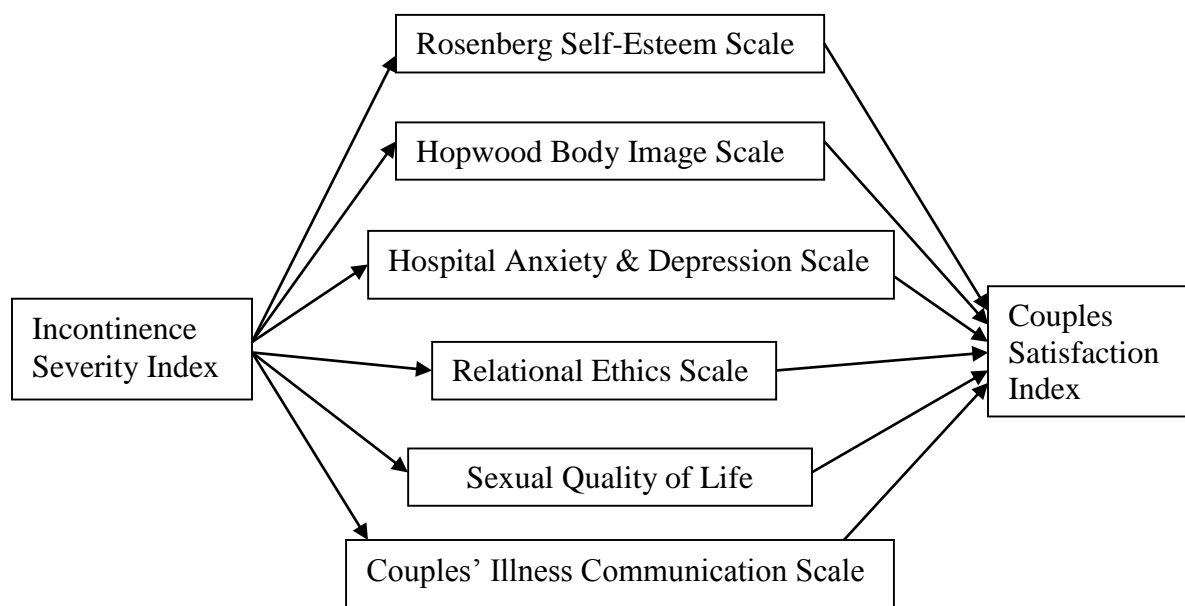 Rosenberg Self-Esteem Scale
Hopwood Body Image Scale
Hospital Anxiety & Depression Scale
Incontinence
Severity Index
Couples
Satisfaction
Index
Relational Ethics Scale
Sexual Quality of Life
Couples’ Illness Communication Scale